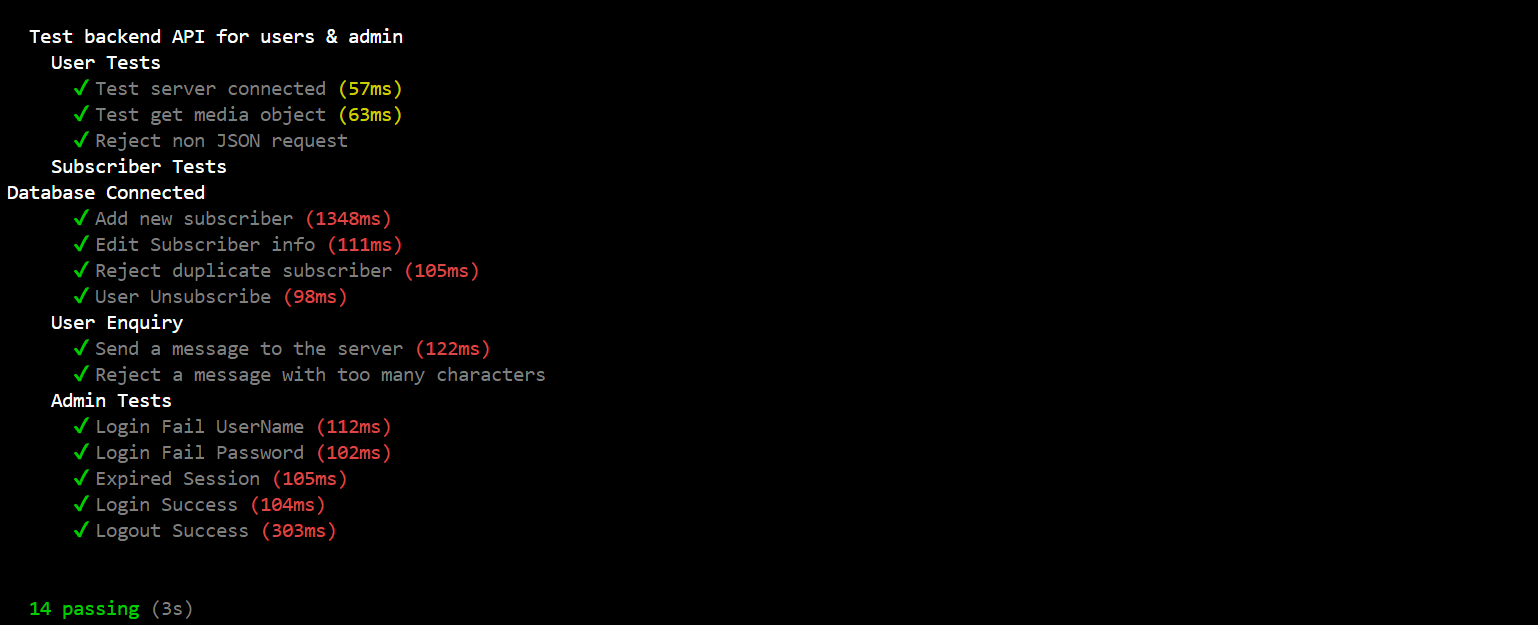 Test backend API for users & admin
User Tests
✓ Test server connected (57ms)
✓ Test get media object (63ms)
✓ Reject non JSON request
Subscriber Tests
Database Connected
✓ Add new subscriber (1348ms)
✓ Edit Subscriber info (111ms)
✓ Reject duplicate subscriber (105ms)
✓ User Unsubscribe (98ms)
User Enquiry
✓ Send a message to the server (122ms)
✓ Reject a message with too many characters
Admin Tests
✓ Login Fail UserName (112ms)
✓ Login Fail Password (102ms)
✓ Expired Session (105ms)
✓ Login Success (104ms)
✓ Logout Success (303ms)
14 passing (3s)